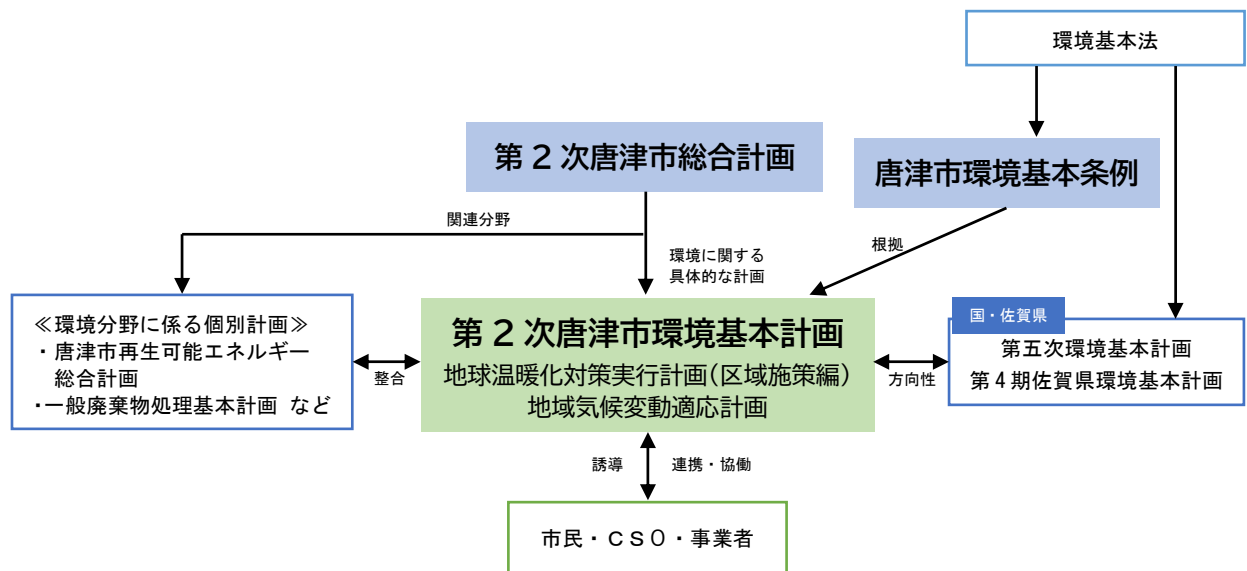 環境基本法
第2次唐津市総合計画
唐津市環境基本条例
関連分野
環境に関する
具体的な計画
根拠
≪環境分野に係る個別計画≫
・唐津市再生可能エネルギー
総合計画
・一般廃棄物処理基本計画 など
整合
第2次唐津市環境基本計画
地球温暖化対策実行計画(区域施策編)
地域気候変動適応計画
方向性
国・佐賀県
第五次環境基本計画
第4期佐賀県環境基本計画
誘導
連携・協働
市民・CSO・事業者